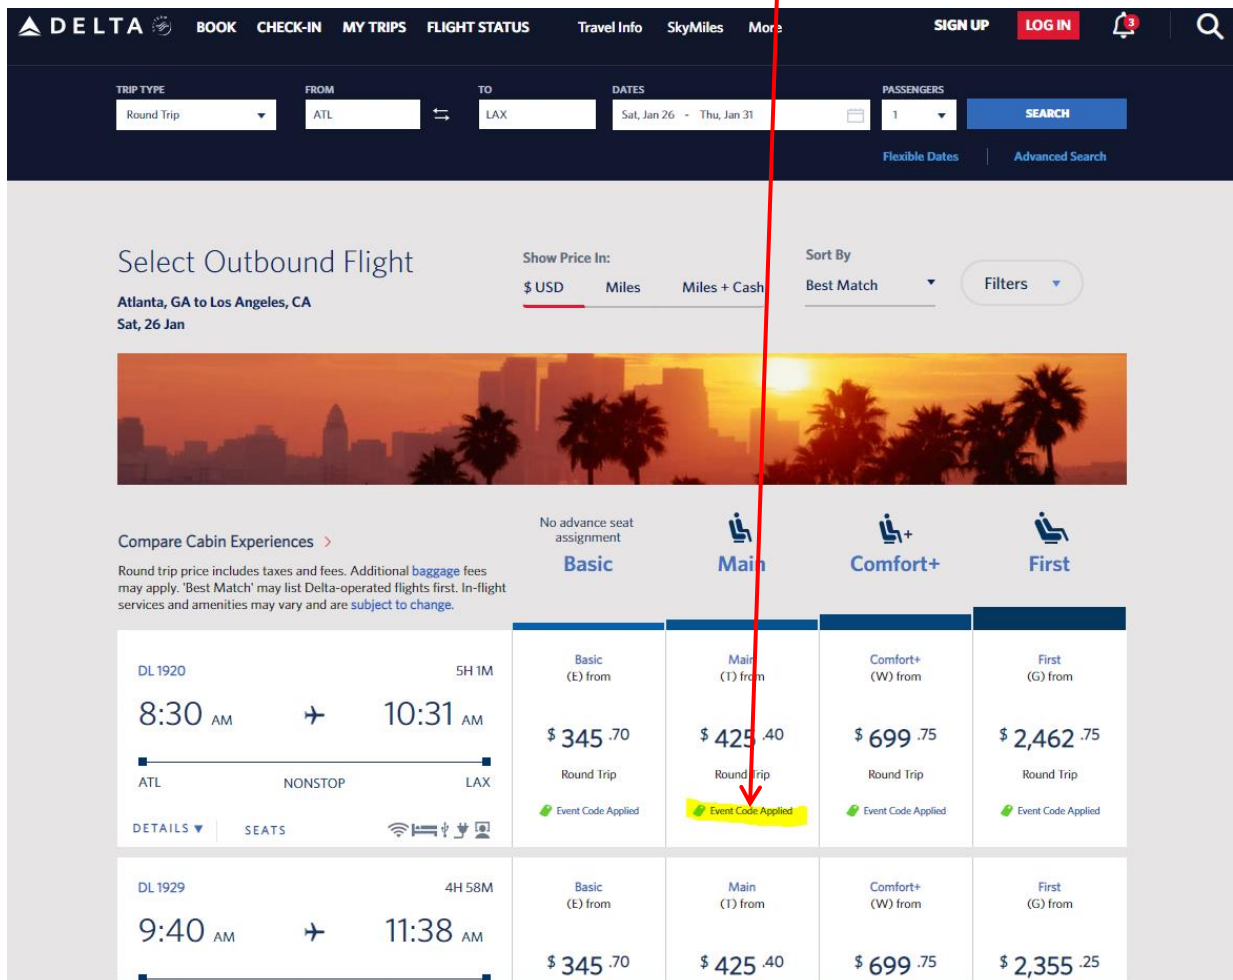 DELTA BOOK CHECK-IN MY TRIPS FLIGHT STATUS Travel Info SkyMiles More SIGN UP LOG IN 3
TRIP TYPE FROM TO DATES PASSENGERS
Round Trip ATL LAX Sat, Jan 26 - Thu, Jan 31 1 SEARCH
Flexible Dates Advanced Search
Select Outbound Flight
Atlanta, GA to Los Angeles, CA
Sat, 26 Jan
Show Price In:
$ USD Miles Miles + Cash
Sort By
Best Match
Filters
Compare Cabin Experiences >
Round trip price includes taxes and fees. Additional baggage fees
may apply. 'Best Match' may list Delta-operated flights first. In-flight
services and amenities may vary and are subject to change.
No advance seat
assignment
Basic Main Comfort+ First
DL 1920 5H 1M
8:30 AM 10:31 AM
ATL NONSTOP LAX
DETAILS SEATS
Basic
(E) from
$ 345 .70
Round Trip
Event Code Applied
Main
(T) from
$ 425 .40
Round Trip
Event Code Applied
Comfort+
(W) from
$ 699 .75
Round Trip
Event Code Applied
First
(G) from
$ 2,462 .75
Round Trip
Event Code Applied
DL 1929 4H 58M
9:40 AM 11:38 AM
Basic
(E) from
$ 345 .70
Main
(T) from
$ 425 .40
Comfort+
(W) from
$ 699 .75
First
(G) from
$ 2,355 .25